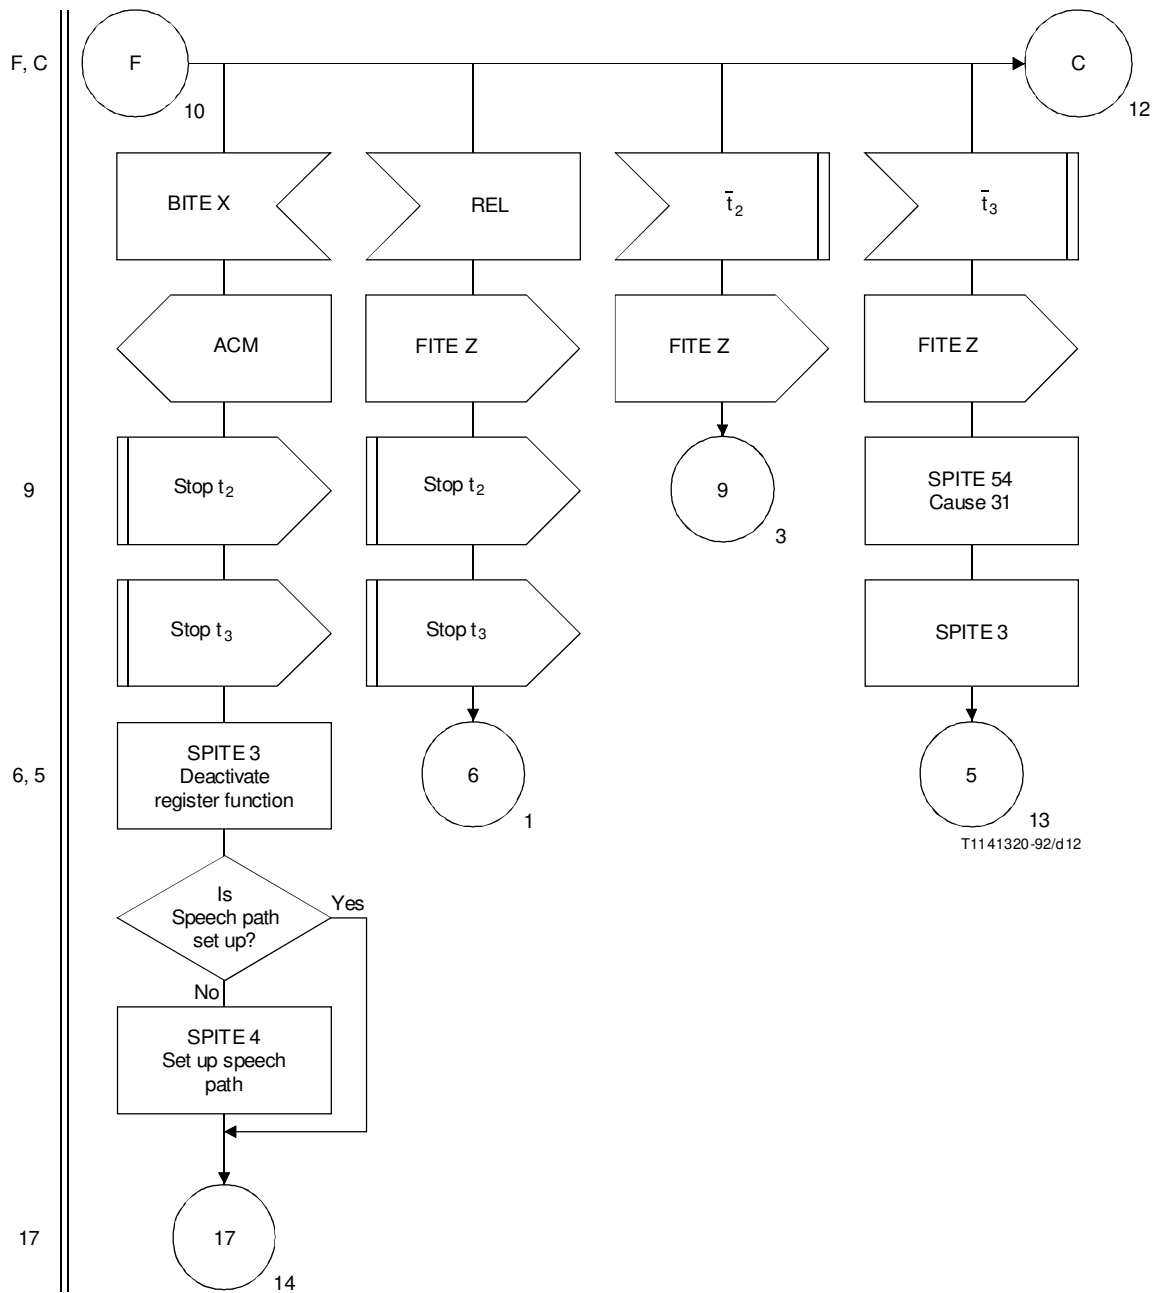 F, C
F
10
C
12
BITE X
REL
t̄2
t̄3
ACM
FITE Z
FITE Z
FITE Z
9
Stop t2
Stop t2
9
3
SPITE 54
Cause 31
Stop t3
Stop t3
SPITE 3
6, 5
SPITE 3
Deactivate
register function
6
1
5
13
T1141320-92/d12
Is
Speech path
set up?
Yes
No
SPITE 4
Set up speech
path
17
17
14